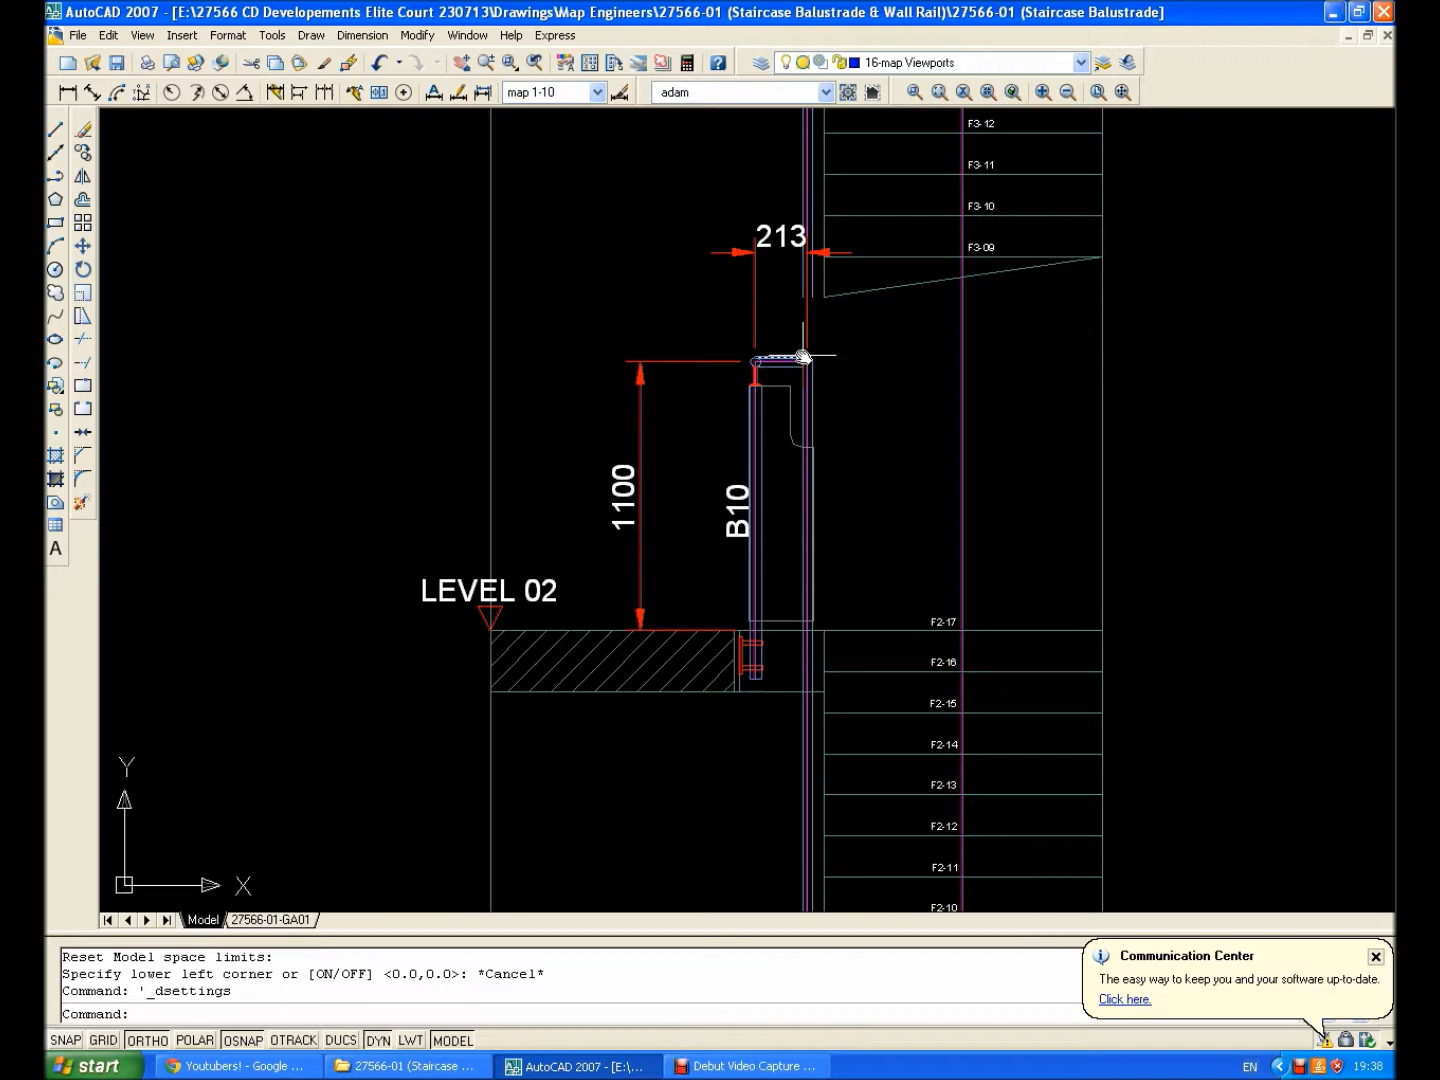 AutoCAD 2007 - [E:\27566 CD Developements Elite Court 230713\Drawings\Map Engineers\27566-01 (Staircase Balustrade & Wall Rail)\27566-01 (Staircase Balustrade)]
File Edit View Insert Format Tools Draw Dimension Modify Window Help Express
16-map Viewports
map 1-10
adam
F3-12
F3-11
F3-10
F3-09
213
1100
B10
LEVEL 02
F2-17
F2-16
F2-15
F2-14
F2-13
F2-12
F2-11
F2-10
Y
X
A
Model 27566-01-GA01
Reset Model space limits:
Specify lower left corner or [ON/OFF] <0.0,0.0>: *Cancel*
Command: '_dsettings
Command:
Communication Center
The easy way to keep you and your software up-to-date.
Click here.
SNAP GRID ORTHO POLAR OSNAP OTRACK DUCS DYN LWT MODEL
start Youtubers! - Google ... 27566-01 (Staircase ... AutoCAD 2007 - [E:\... Debut Video Capture ... EN 19:38